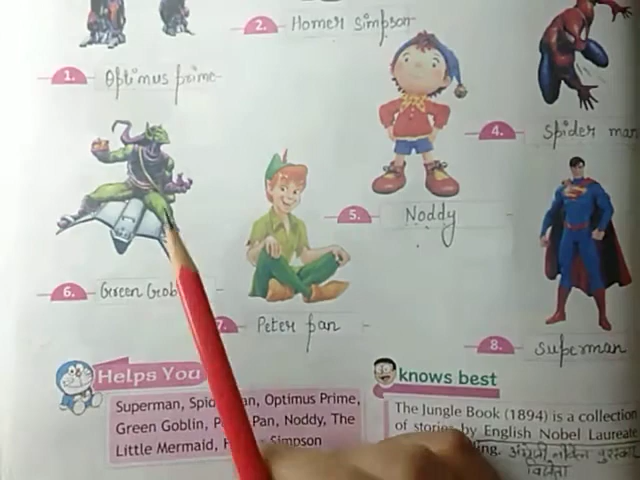 2. Homer Simpson
1. Optimus prime
4. Spider man
5. Noddy
6. Green Gob
7. Peter pan
8. Superman
Helps You
Superman, Spid an, Optimus Prime,
Green Goblin, P Pan, Noddy, The
Little Mermaid, H Simpson
knows best
The Jungle Book (1894) is a collection
of stories by English Nobel Laureate
ing. अंग्रेजी नोबेल पुरस्कार
विजेता